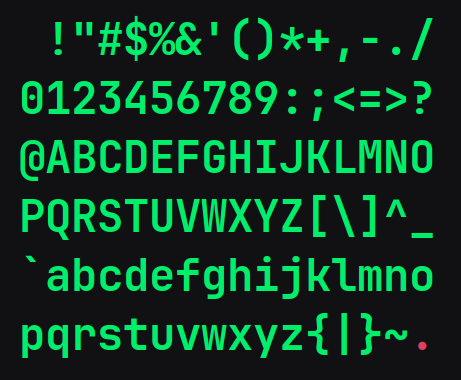 !"#$%&'()*+,-./
0123456789:;<=>?
@ABCDEFGHIJKLMNO
PQRSTUVWXYZ[\]^_
`abcdefghijklmno
pqrstuvwxyz{|}~.